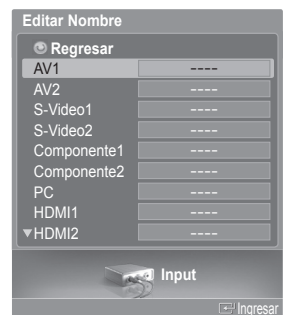 Editar Nombre
Regresar
AV1 ----
AV2 ----
S-Video1 ----
S-Video2 ----
Componente1 ----
Componente2 ----
PC ----
HDMI1 ----
▼HDMI2 ----
Input
Ingresar